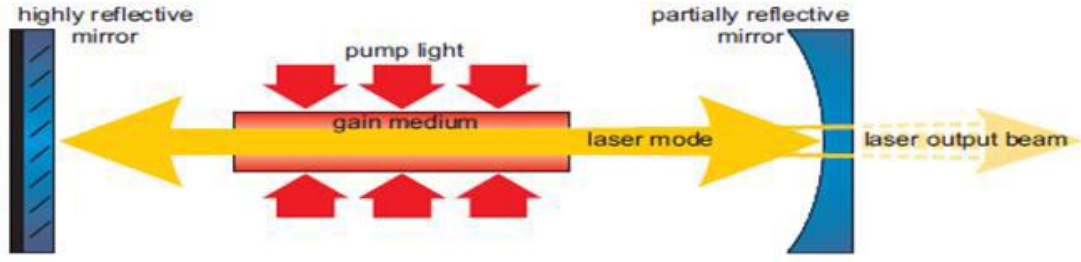 highly reflective
mirror
pump light
partially reflective
mirror
gain medium
laser mode
laser output beam